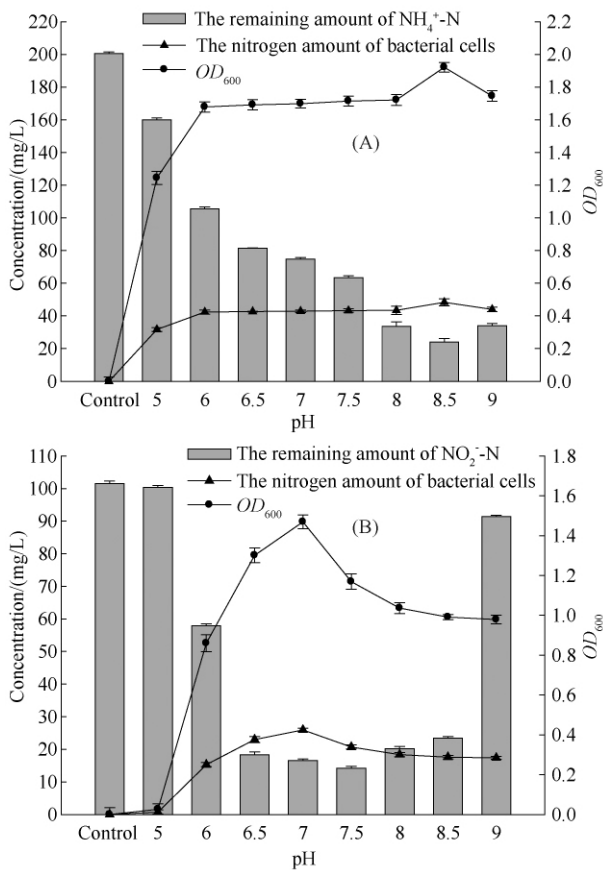 The remaining amount of NH₄⁺-N
The nitrogen amount of bacterial cells
OD₆₀₀
(A)
Concentration/(mg/L)
220
200
180
160
140
120
100
80
60
40
20
0
2.2
2.0
1.8
1.6
1.4
1.2
1.0
0.8
0.6
0.4
0.2
0.0
OD₆₀₀
Control 5 6 6.5 7 7.5 8 8.5 9
pH
The remaining amount of NO₂⁻-N
The nitrogen amount of bacterial cells
OD₆₀₀
(B)
Concentration/(mg/L)
110
100
90
80
70
60
50
40
30
20
10
0
1.8
1.6
1.4
1.2
1.0
0.8
0.6
0.4
0.2
0.0
OD₆₀₀
Control 5 6 6.5 7 7.5 8 8.5 9
pH